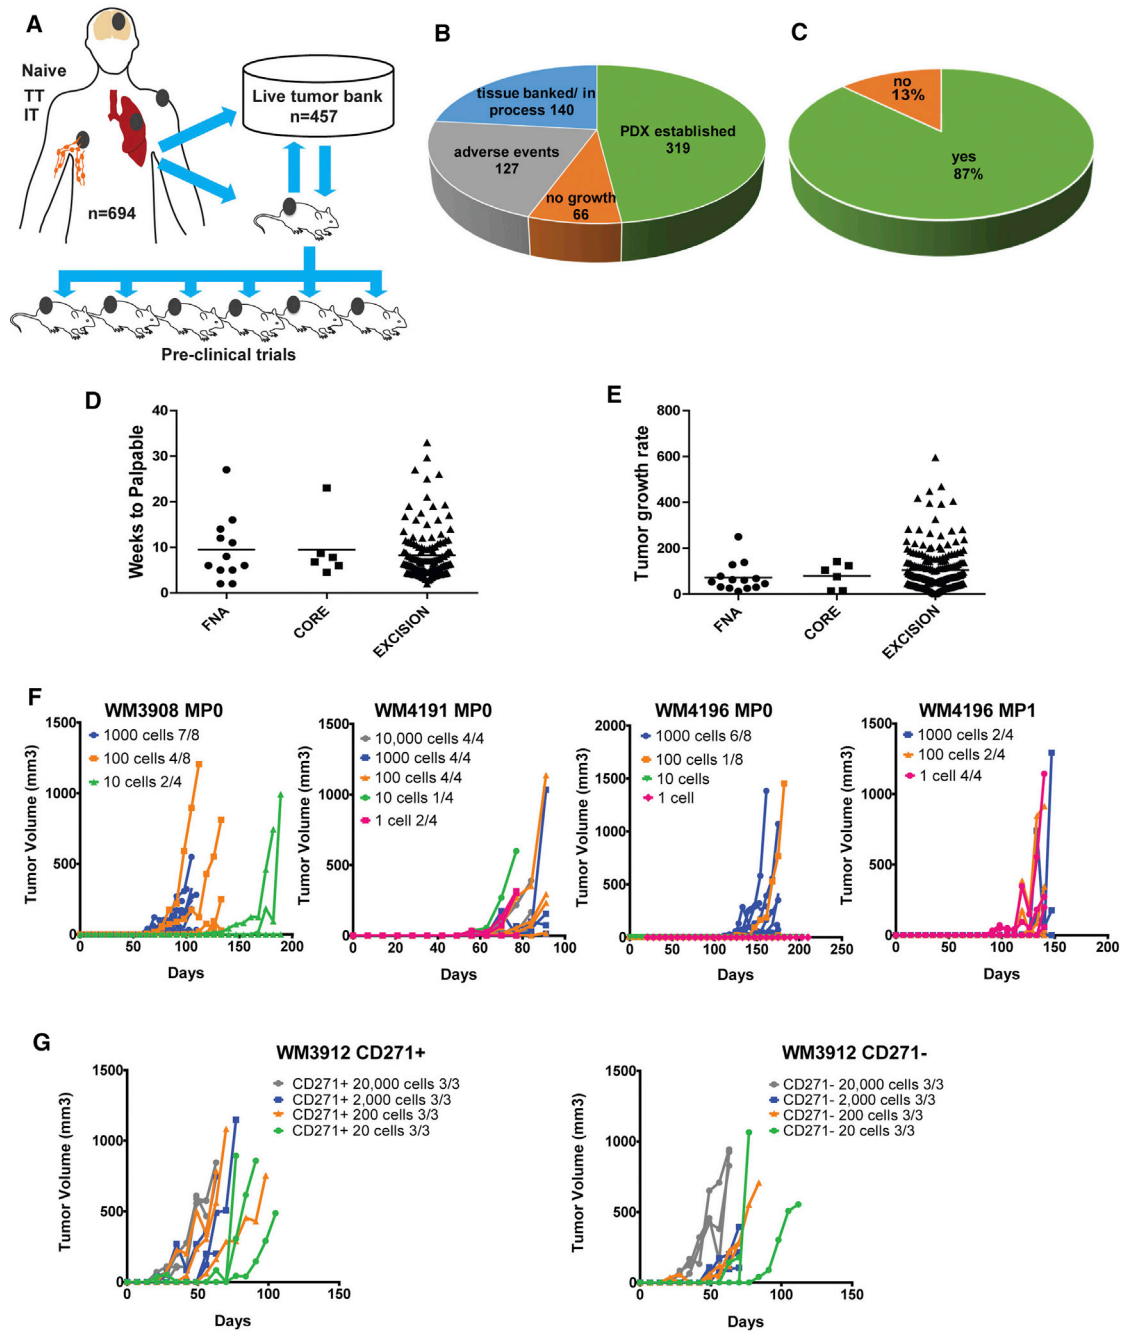 A
Naive
TT
IT
n=694
Live tumor bank
n=457
Pre-clinical trials
B
tissue banked/ in
process 140
PDX established
319
adverse events
127
no growth
66
C
no
13%
yes
87%
D
Weeks to Palpable
40
30
20
10
0
FNA
CORE
EXCISION
E
Tumor growth rate
800
600
400
200
0
FNA
CORE
EXCISION
F
WM3908 MP0
1000 cells 7/8
100 cells 4/8
10 cells 2/4
Tumor Volume (mm3)
1500
1000
500
0
0 50 100 150 200
Days
WM4191 MP0
10,000 cells 4/4
1000 cells 4/4
100 cells 4/4
10 cells 1/4
1 cell 2/4
Tumor Volume (mm3)
1500
1000
500
0
0 20 40 60 80 100
Days
WM4196 MP0
1000 cells 6/8
100 cells 1/8
10 cells
1 cell
Tumor Volume (mm3)
2000
1500
1000
500
0
0 50 100 150 200 250
Days
WM4196 MP1
1000 cells 2/4
100 cells 2/4
1 cell 4/4
Tumor Volume (mm3)
1500
1000
500
0
0 50 100 150 200
Days
G
WM3912 CD271+
CD271+ 20,000 cells 3/3
CD271+ 2,000 cells 3/3
CD271+ 200 cells 3/3
CD271+ 20 cells 3/3
Tumor Volume (mm3)
1500
1000
500
0
0 50 100 150
Days
WM3912 CD271-
CD271- 20,000 cells 3/3
CD271- 2,000 cells 3/3
CD271- 200 cells 3/3
CD271- 20 cells 3/3
Tumor Volume (mm3)
1500
1000
500
0
0 50 100 150
Days